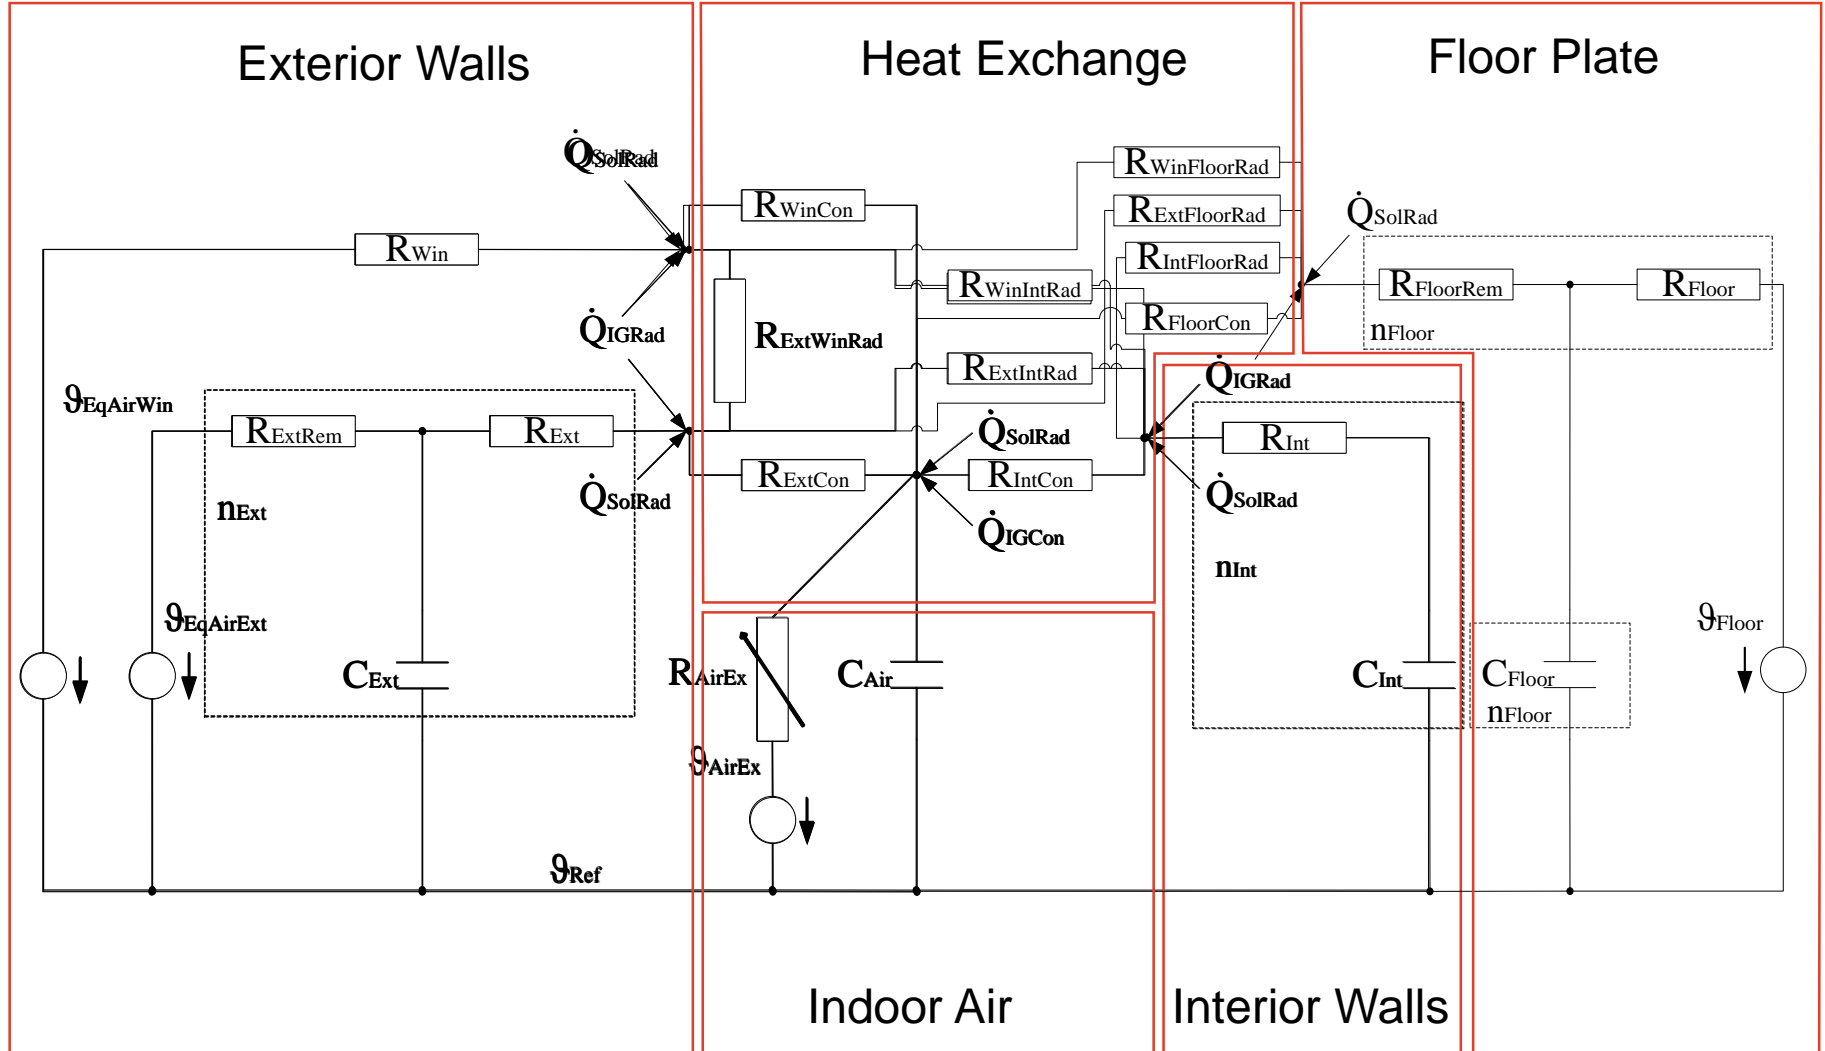 Exterior Walls
Heat Exchange
Floor Plate
Q̇SolRad
RWinFloorRad
RWinCon
RExtFloorRad
Q̇SolRad
RWin
RIntFloorRad
RWinIntRad
RFloorRem
RFloor
Q̇IGRad
RExtWinRad
RFloorCon
nFloor
RExtIntRad
Q̇IGRad
ϑEqAirWin
RExtRem
RExt
Q̇SolRad
RInt
RExtCon
RIntCon
Q̇SolRad
Q̇SolRad
nExt
Q̇IGCon
nInt
ϑEqAirExt
ϑFloor
CExt
RAirEx
CAir
CInt
CFloor
nFloor
ϑAirEx
ϑRef
Indoor Air
Interior Walls